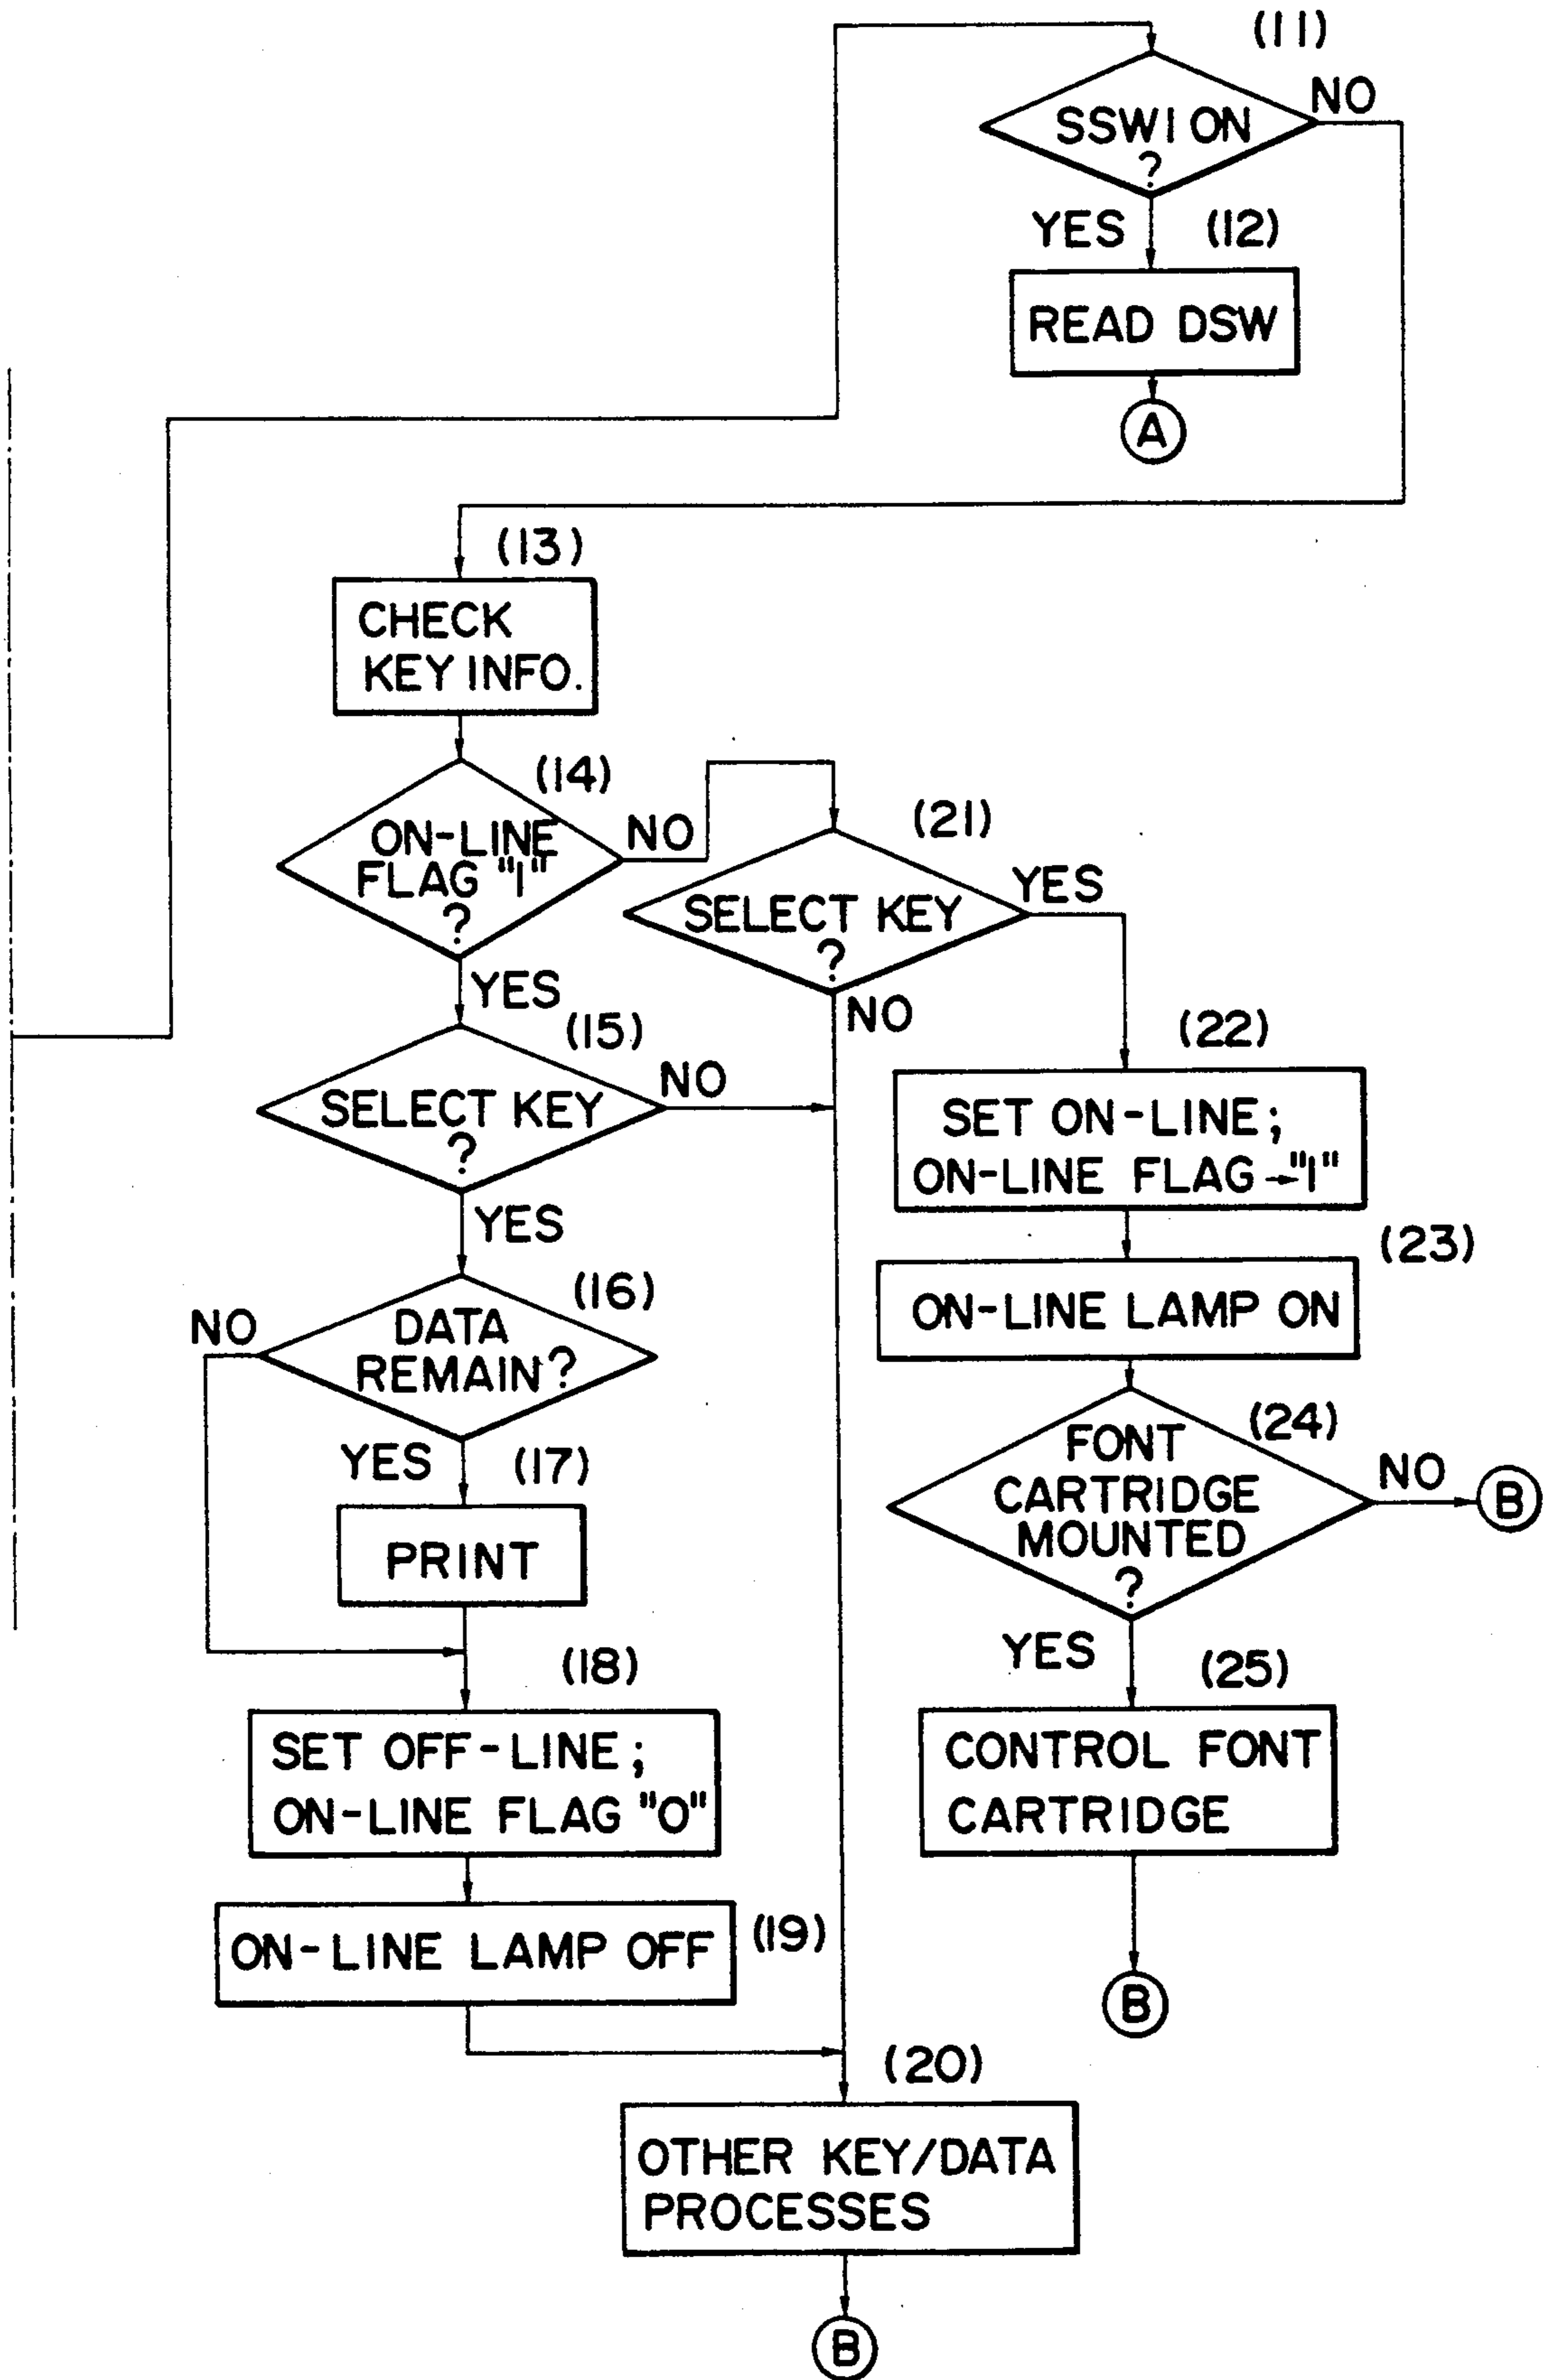 (11)
SSW1 ON
?
NO
YES
(12)
READ DSW
A
(13)
CHECK
KEY INFO.
(14)
ON-LINE
FLAG "1"
?
NO
YES
(21)
SELECT KEY
?
YES
NO
(15)
SELECT KEY
?
NO
YES
(22)
SET ON-LINE;
ON-LINE FLAG→"1"
(23)
ON-LINE LAMP ON
(16)
DATA
REMAIN?
NO
YES
(17)
PRINT
(24)
FONT
CARTRIDGE
MOUNTED
?
NO
B
YES
(25)
CONTROL FONT
CARTRIDGE
B
(18)
SET OFF-LINE;
ON-LINE FLAG "0"
ON-LINE LAMP OFF
(19)
(20)
OTHER KEY/DATA
PROCESSES
B